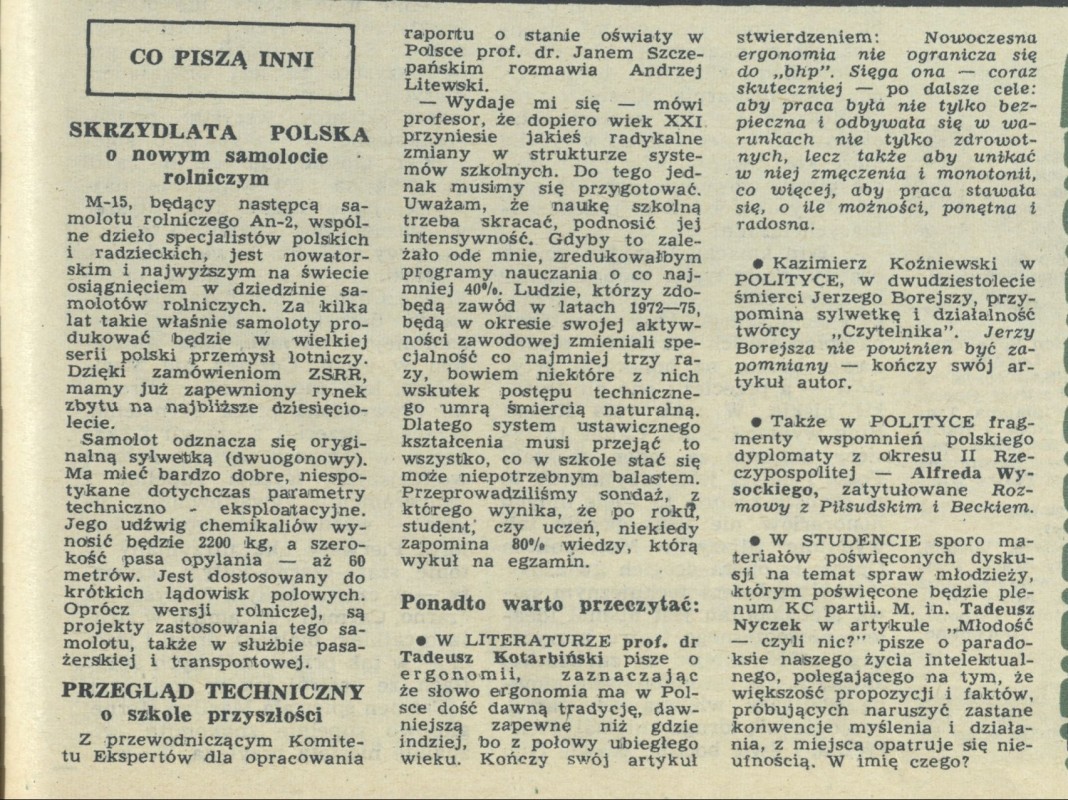 CO PISZĄ INNI
SKRZYDLATA POLSKA
o nowym samolocie
rolniczym
M-15, będący następcą sa-
molotu rolniczego An-2, wspól-
ne dzieło specjalistów polskich
i radzieckich, jest nowator-
skim i najwyższym na świecie
osiągnięciem w dziedzinie sa-
molotów rolniczych. Za kilka
lat takie właśnie samoloty pro-
dukować będzie w wielkiej
serii polski przemysł lotniczy.
Dzięki zamówieniom ZSRR,
mamy już zapewniony rynek
zbytu na najbliższe dziesięcio-
lecie.
Samolot odznacza się orygi-
nalną sylwetką (dwuogonowy).
Ma mieć bardzo dobre, niespo-
tykane dotychczas parametry
techniczno - eksploatacyjne.
Jego udźwig chemikaliów wy-
nosić będzie 2200 kg, a szero-
kość pasa opylania — aż 60
metrów. Jest dostosowany do
krótkich lądowisk polowych.
Oprócz wersji rolniczej, są
projekty zastosowania tego sa-
molotu, także w służbie pasa-
żerskiej i transportowej.
PRZEGLĄD TECHNICZNY
o szkole przyszłości
Z przewodniczącym Komite-
tu Ekspertów dla opracowania
raportu o stanie oświaty w
Polsce prof. dr. Janem Szcze-
pańskim rozmawia Andrzej
Litewski.
— Wydaje mi się — mówi
profesor, że dopiero wiek XXI
przyniesie jakieś radykalne
zmiany w strukturze syste-
mów szkolnych. Do tego jed-
nak musimy się przygotować.
Uważam, że naukę szkolną
trzeba skracać, podnosić jej
intensywność. Gdyby to zale-
żało ode mnie, zredukowałbym
programy nauczania o co naj-
mniej 40%. Ludzie, którzy zdo-
będą zawód w latach 1972—75,
będą w okresie swojej aktyw-
ności zawodowej zmieniali spe-
cjalność co najmniej trzy ra-
zy, bowiem niektóre z nich
wskutek postępu techniczne-
go umrą śmiercią naturalną.
Dlatego system ustawicznego
kształcenia musi przejąć to
wszystko, co w szkole stać się
może niepotrzebnym balastem.
Przeprowadziliśmy sondaż, z
którego wynika, że po roku,
student, czy uczeń, niekiedy
zapomina 80% wiedzy, którą
wykuł na egzamin.
Ponadto warto przeczytać:
● W LITERATURZE prof. dr
Tadeusz Kotarbiński pisze o
ergonomii, zaznaczając
że słowo ergonomia ma w Pol-
sce dość dawną tradycję, daw-
niejszą zapewne niż gdzie
indziej, bo z połowy ubiegłego
wieku. Kończy swój artykuł
stwierdzeniem: Nowoczesna
ergonomia nie ogranicza się
do „bhp”. Sięga ona — coraz
skuteczniej — po dalsze cele:
aby praca była nie tylko bez-
pieczna i odbywała się w wa-
runkach nie tylko zdrowot-
nych, lecz także aby unikać
w niej zmęczenia i monotonii,
co więcej, aby praca stawała
się, o ile możności, ponętna i
radosna.
● Kazimierz Koźniewski w
POLITYCE, w dwudziestolecie
śmierci Jerzego Borejszy, przy-
pomina sylwetkę i działalność
twórcy „Czytelnika”. Jerzy
Borejsza nie powinien być za-
pomniany — kończy swój ar-
tykuł autor.
● Także w POLITYCE frag-
menty wspomnień polskiego
dyplomaty z okresu II Rze-
czypospolitej — Alfreda Wy-
sockiego, zatytułowane Roz-
mowy z Piłsudskim i Beckiem.
● W STUDENCIE sporo ma-
teriałów poświęconych dysku-
sji na temat spraw młodzieży,
którym poświęcone będzie ple-
num KC partii. M. in. Tadeusz
Nyczek w artykule „Młodość
— czyli nic?” pisze o parado-
ksie naszego życia intelektual-
nego, polegającego na tym, że
większość propozycji i faktów,
próbujących naruszyć zastane
konwencje myślenia i działa-
nia, z miejsca opatruje się nie-
ufnością. W imię czego?